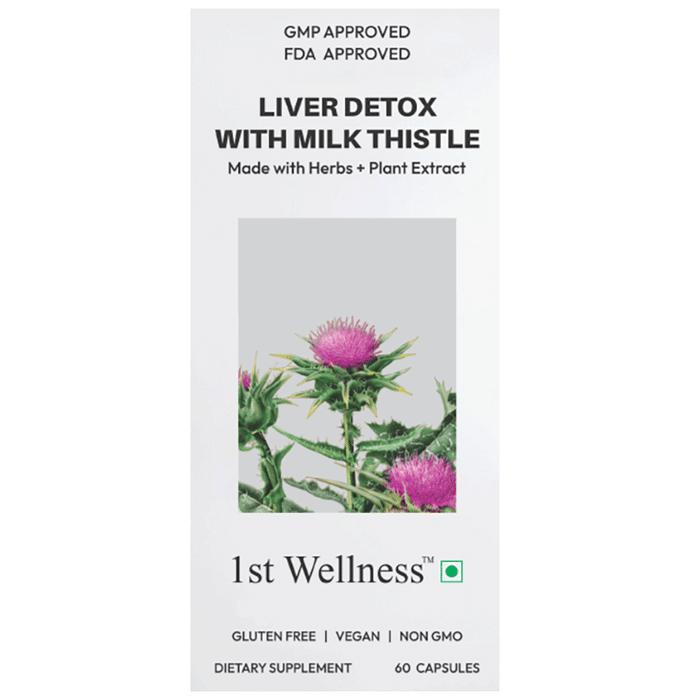 GMP APPROVED
FDA APPROVED
LIVER DETOX
WITH MILK THISTLE
Made with Herbs + Plant Extract
1st Wellness™
GLUTEN FREE | VEGAN | NON GMO
DIETARY SUPPLEMENT 60 CAPSULES